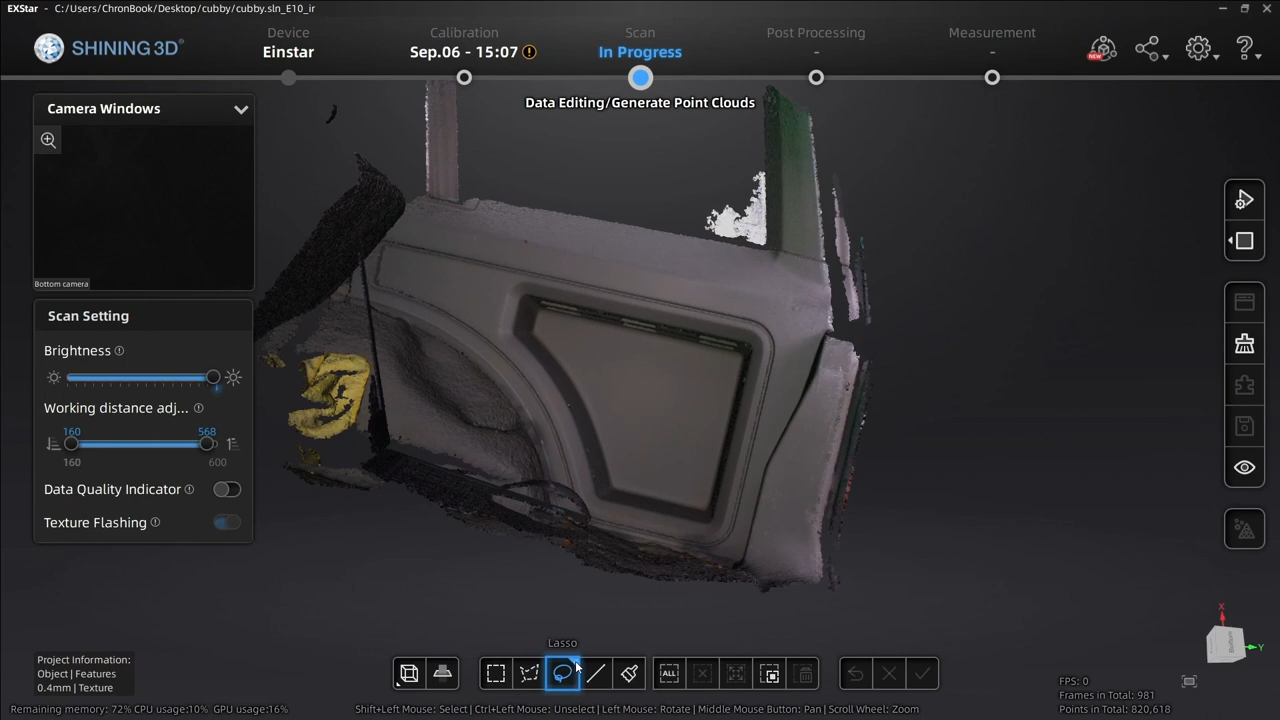 EXStar - C:/Users/ChronBook/Desktop/cubby/cubby.sln_E10_ir
SHINING 3D
Device
Einstar
Calibration
Sep.06 - 15:07
Scan
In Progress
Post Processing
-
Measurement
-
NEW
Data Editing/Generate Point Clouds
Camera Windows
Bottom camera
Scan Setting
Brightness
Working distance adj...
160 568
160 600
Data Quality Indicator
Texture Flashing
X
Y
Lasso
ALL
Project Information:
Object | Features
0.4mm | Texture
FPS: 0
Frames in Total: 981
Points in Total: 820,618
Remaining memory: 72% CPU usage:10% GPU usage:16%
Shift+Left Mouse: Select | Ctrl+Left Mouse: Unselect | Left Mouse: Rotate | Middle Mouse Button: Pan | Scroll Wheel: Zoom